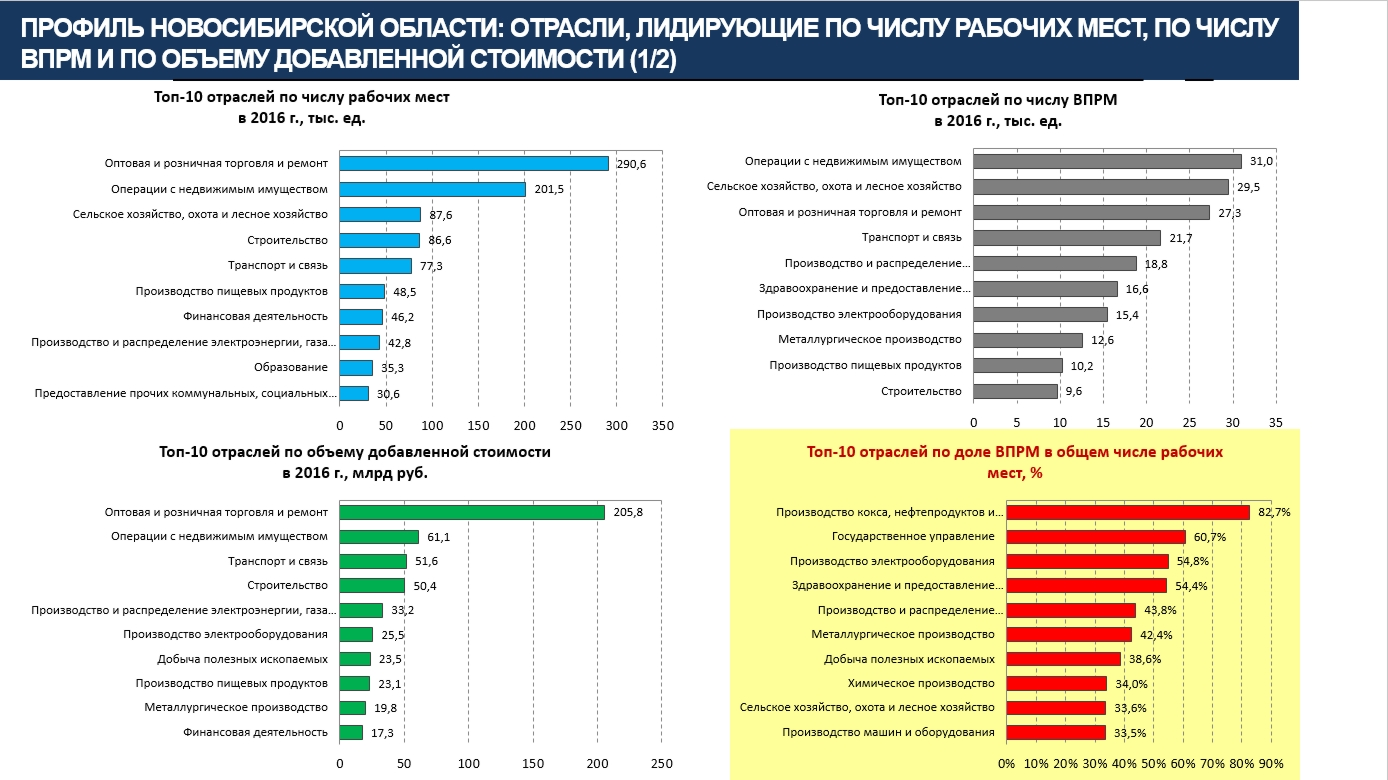 ПРОФИЛЬ НОВОСИБИРСКОЙ ОБЛАСТИ: ОТРАСЛИ, ЛИДИРУЮЩИЕ ПО ЧИСЛУ РАБОЧИХ МЕСТ, ПО ЧИСЛУ
ВПРМ И ПО ОБЪЕМУ ДОБАВЛЕННОЙ СТОИМОСТИ (1/2)
Топ-10 отраслей по числу рабочих мест
в 2016 г., тыс. ед.
Оптовая и розничная торговля и ремонт 290,6
Операции с недвижимым имуществом 201,5
Сельское хозяйство, охота и лесное хозяйство 87,6
Строительство 86,6
Транспорт и связь 77,3
Производство пищевых продуктов 48,5
Финансовая деятельность 46,2
Производство и распределение электроэнергии, газа… 42,8
Образование 35,3
Предоставление прочих коммунальных, социальных… 30,6
0 50 100 150 200 250 300 350
Топ-10 отраслей по числу ВПРМ
в 2016 г., тыс. ед.
Операции с недвижимым имуществом 31,0
Сельское хозяйство, охота и лесное хозяйство 29,5
Оптовая и розничная торговля и ремонт 27,3
Транспорт и связь 21,7
Производство и распределение… 18,8
Здравоохранение и предоставление… 16,6
Производство электрооборудования 15,4
Металлургическое производство 12,6
Производство пищевых продуктов 10,2
Строительство 9,6
0 5 10 15 20 25 30 35
Топ-10 отраслей по объему добавленной стоимости
в 2016 г., млрд руб.
Оптовая и розничная торговля и ремонт 205,8
Операции с недвижимым имуществом 61,1
Транспорт и связь 51,6
Строительство 50,4
Производство и распределение электроэнергии, газа… 33,2
Производство электрооборудования 25,5
Добыча полезных ископаемых 23,5
Производство пищевых продуктов 23,1
Металлургическое производство 19,8
Финансовая деятельность 17,3
0 50 100 150 200 250
Топ-10 отраслей по доле ВПРМ в общем числе рабочих
мест, %
Производство кокса, нефтепродуктов и… 82,7%
Государственное управление 60,7%
Производство электрооборудования 54,8%
Здравоохранение и предоставление… 54,4%
Производство и распределение… 43,8%
Металлургическое производство 42,4%
Добыча полезных ископаемых 38,6%
Химическое производство 34,0%
Сельское хозяйство, охота и лесное хозяйство 33,6%
Производство машин и оборудования 33,5%
0% 10% 20% 30% 40% 50% 60% 70% 80% 90%